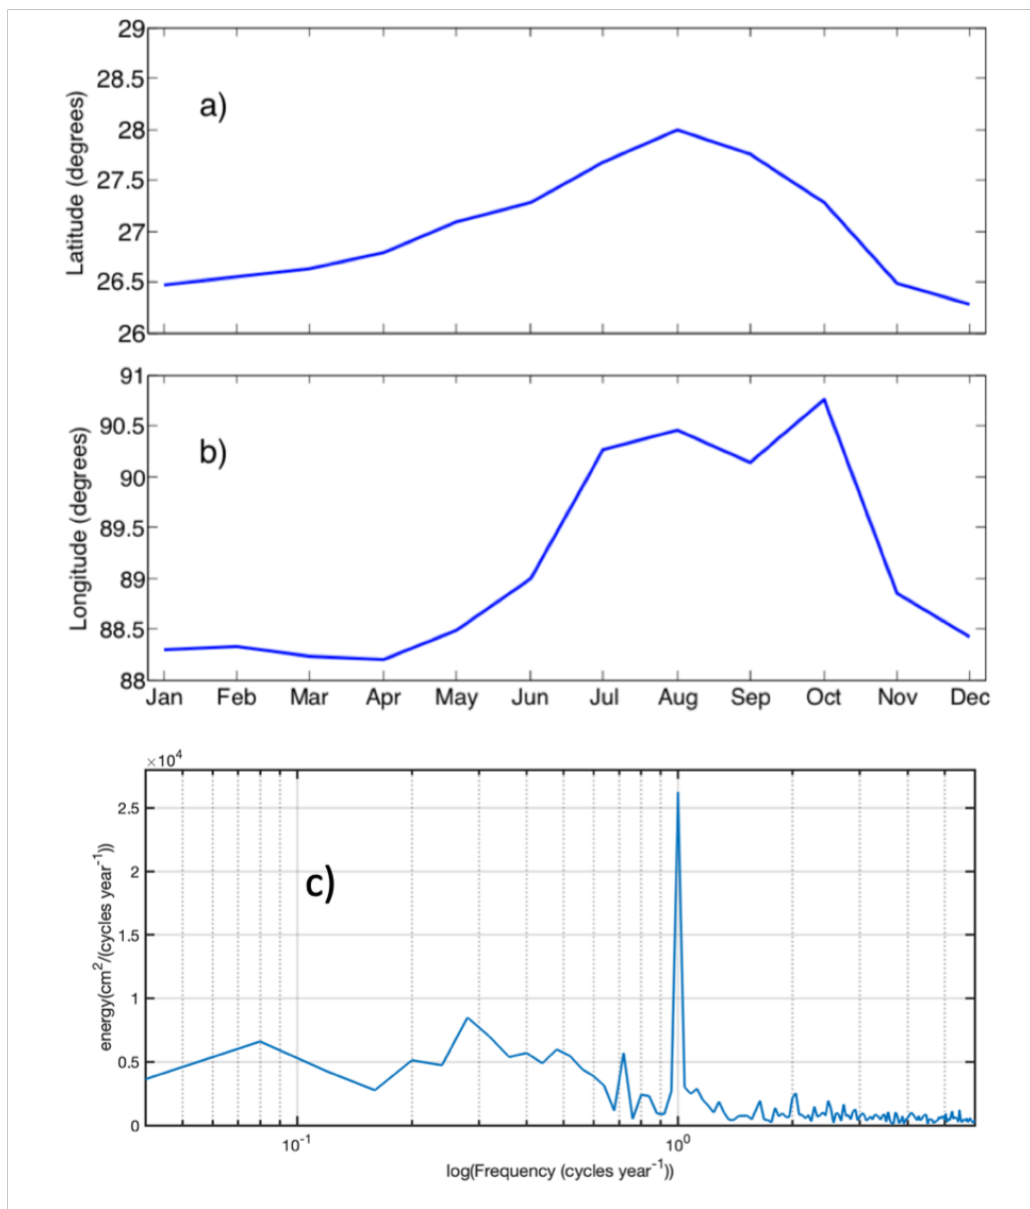 29
28.5
28
27.5
27
26.5
26
Latitude (degrees)
a)
91
90.5
90
89.5
89
88.5
88
Longitude (degrees)
b)
Jan Feb Mar Apr May Jun Jul Aug Sep Oct Nov Dec
×10⁴
2.5
2
1.5
1
0.5
0
energy(cm²/(cycles year⁻¹))
c)
10⁻¹ 10⁰
log(Frequency (cycles year⁻¹))